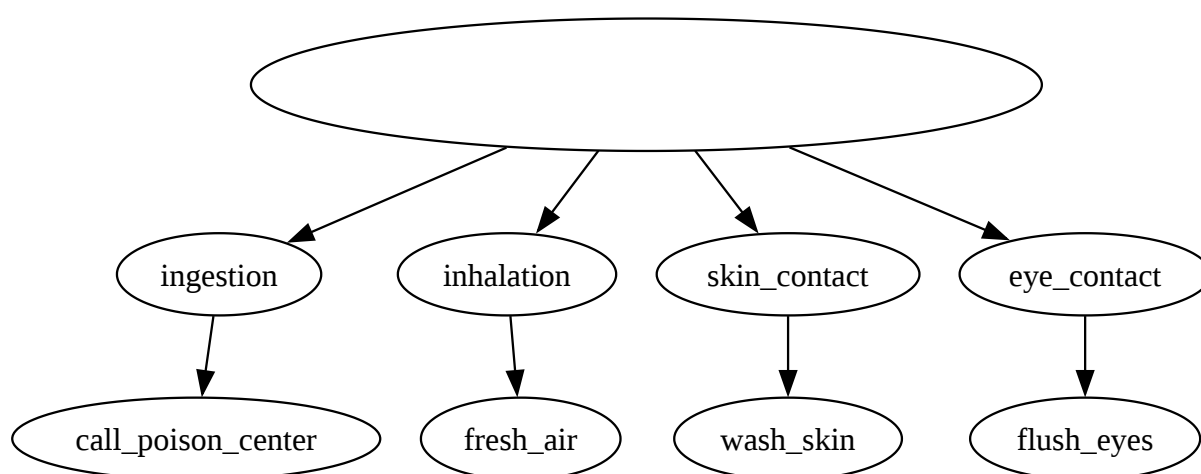 ingestion
inhalation
skin_contact
eye_contact
call_poison_center
fresh_air
wash_skin
flush_eyes